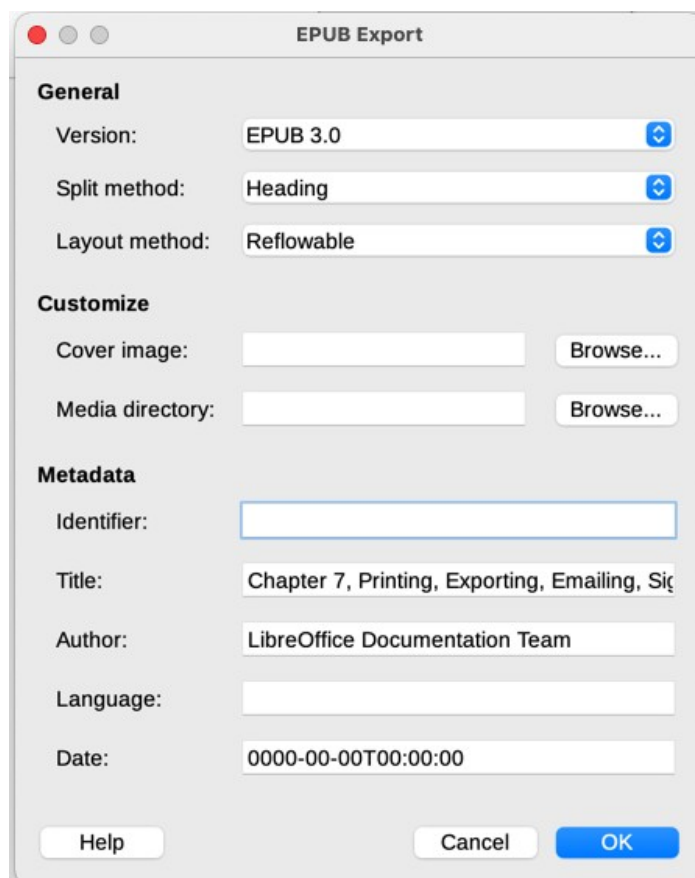 EPUB Export
General
Version: EPUB 3.0
Split method: Heading
Layout method: Reflowable
Customize
Cover image: Browse...
Media directory: Browse...
Metadata
Identifier:
Title: Chapter 7, Printing, Exporting, Emailing, Sig
Author: LibreOffice Documentation Team
Language:
Date: 0000-00-00T00:00:00
Help Cancel OK